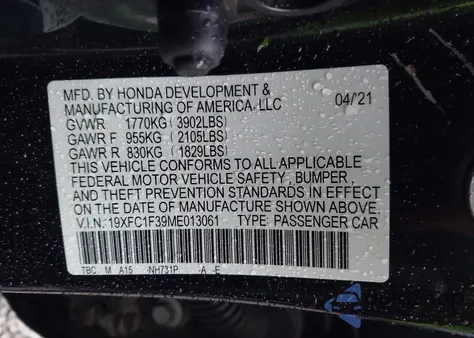 MFD. BY HONDA DEVELOPMENT &
MANUFACTURING OF AMERICA, LLC 04/'21
GVWR 1770KG (3902LBS)
GAWR F 955KG (2105LBS)
GAWR R 830KG (1829LBS)
THIS VEHICLE CONFORMS TO ALL APPLICABLE
FEDERAL MOTOR VEHICLE SAFETY, BUMPER,
AND THEFT PREVENTION STANDARDS IN EFFECT
ON THE DATE OF MANUFACTURE SHOWN ABOVE.
V.I.N. 19XFC1F39ME013061 TYPE: PASSENGER CAR
TBC M A15 -NH731P -A -E